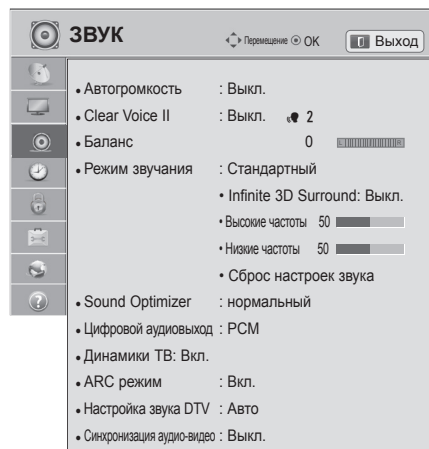 ЗВУК Перемещение OK Выход
• Автогромкость : Выкл.
• Clear Voice II : Выкл. 2
• Баланс 0 L R
• Режим звучания : Стандартный
• Infinite 3D Surround: Выкл.
• Высокие частоты 50
• Низкие частоты 50
• Сброс настроек звука
• Sound Optimizer : нормальный
• Цифровой аудиовыход : PCM
• Динамики ТВ: Вкл.
• ARC режим : Вкл.
• Настройка звука DTV : Авто
• Синхронизация аудио-видео : Выкл.